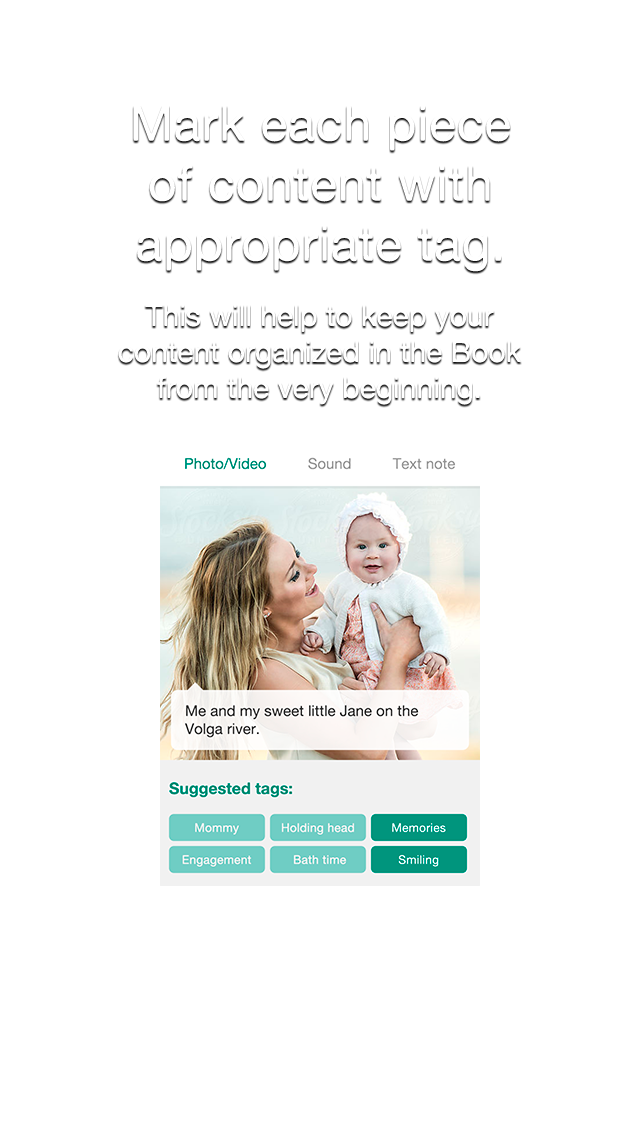 Mark each piece
of content with
appropriate tag.
This will help to keep your
content organized in the Book
from the very beginning.
Photo/Video Sound Text note
Me and my sweet little Jane on the
Volga river.
Suggested tags:
Mommy Holding head Memories
Engagement Bath time Smiling